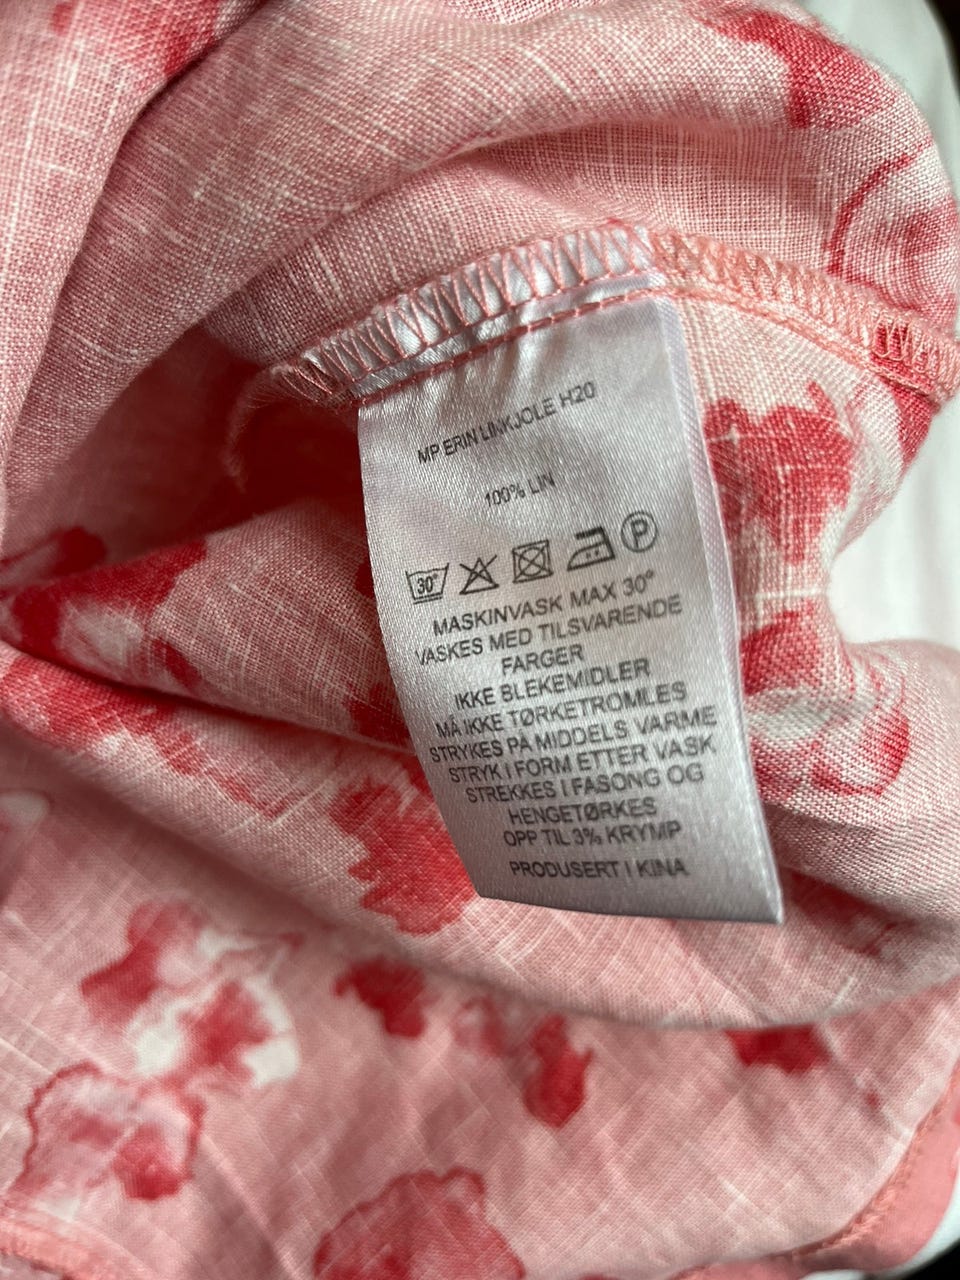 MP ERIN LINKJOLE H20
100% LIN
30° P
MASKINVASK MAX 30°
VASKES MED TILSVARENDE
FARGER
IKKE BLEKEMIDLER
MÅ IKKE TØRKETROMLES
STRYKES PÅ MIDDELS VARME
STRYK I FORM ETTER VASK
STREKKES I FASONG OG
HENGETØRKES
OPP TIL 3% KRYMP
PRODUSERT I KINA